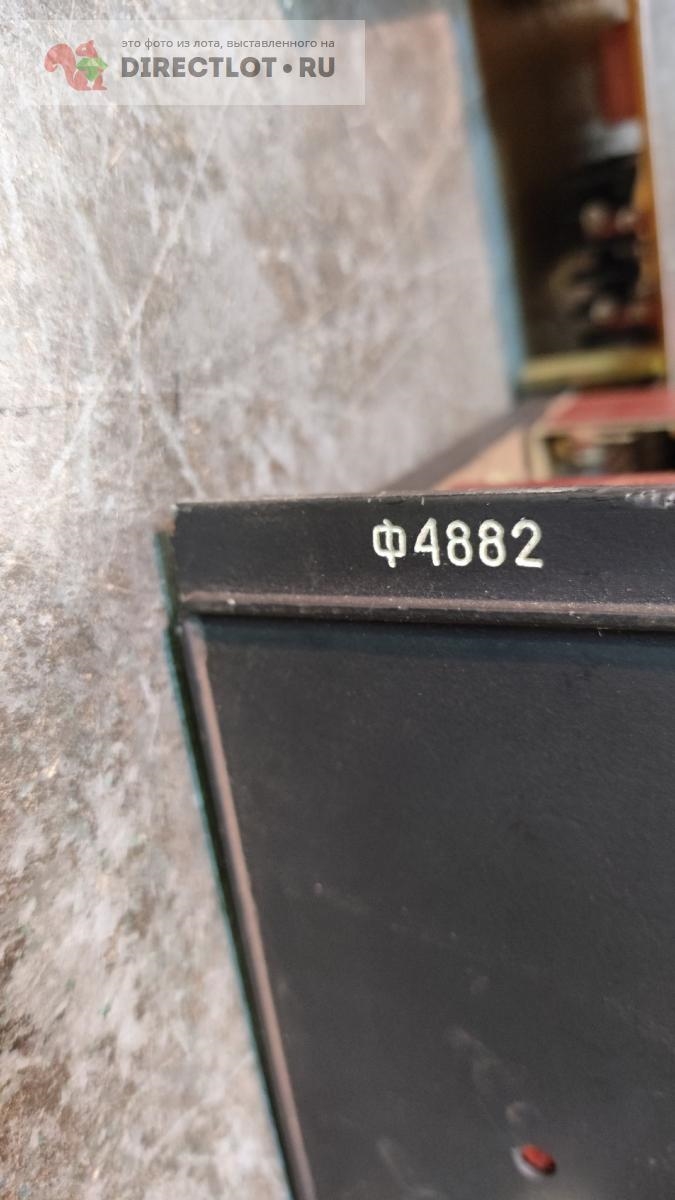 это фото из лота, выставленного на
DIRECTLOT•RU
Ф4882